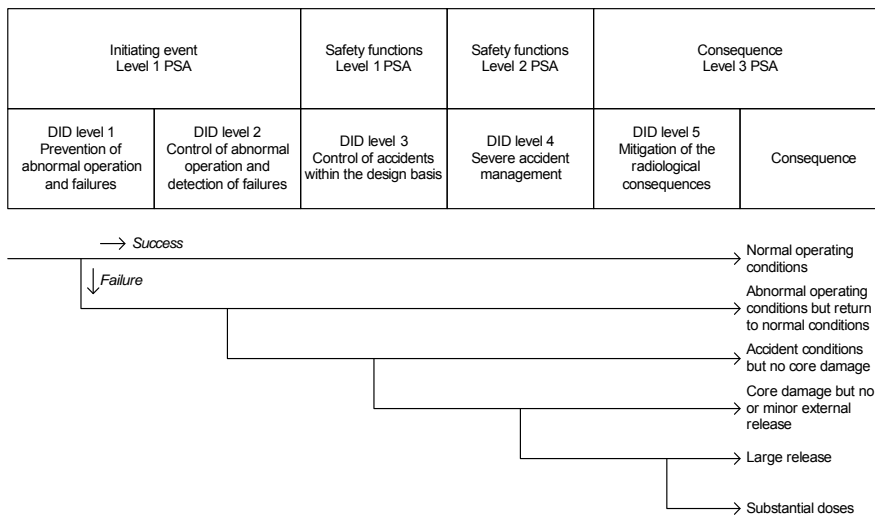 Initiating event
Level 1 PSA
Safety functions
Level 1 PSA
Safety functions
Level 2 PSA
Consequence
Level 3 PSA
DID level 1
Prevention of
abnormal operation
and failures
DID level 2
Control of abnormal
operation and
detection of failures
DID level 3
Control of accidents
within the design basis
DID level 4
Severe accident
management
DID level 5
Mitigation of the
radiological
consequences
Consequence
Success
Failure
Normal operating
conditions
Abnormal operating
conditions but return
to normal conditions
Accident conditions
but no core damage
Core damage but no
or minor external
release
Large release
Substantial doses